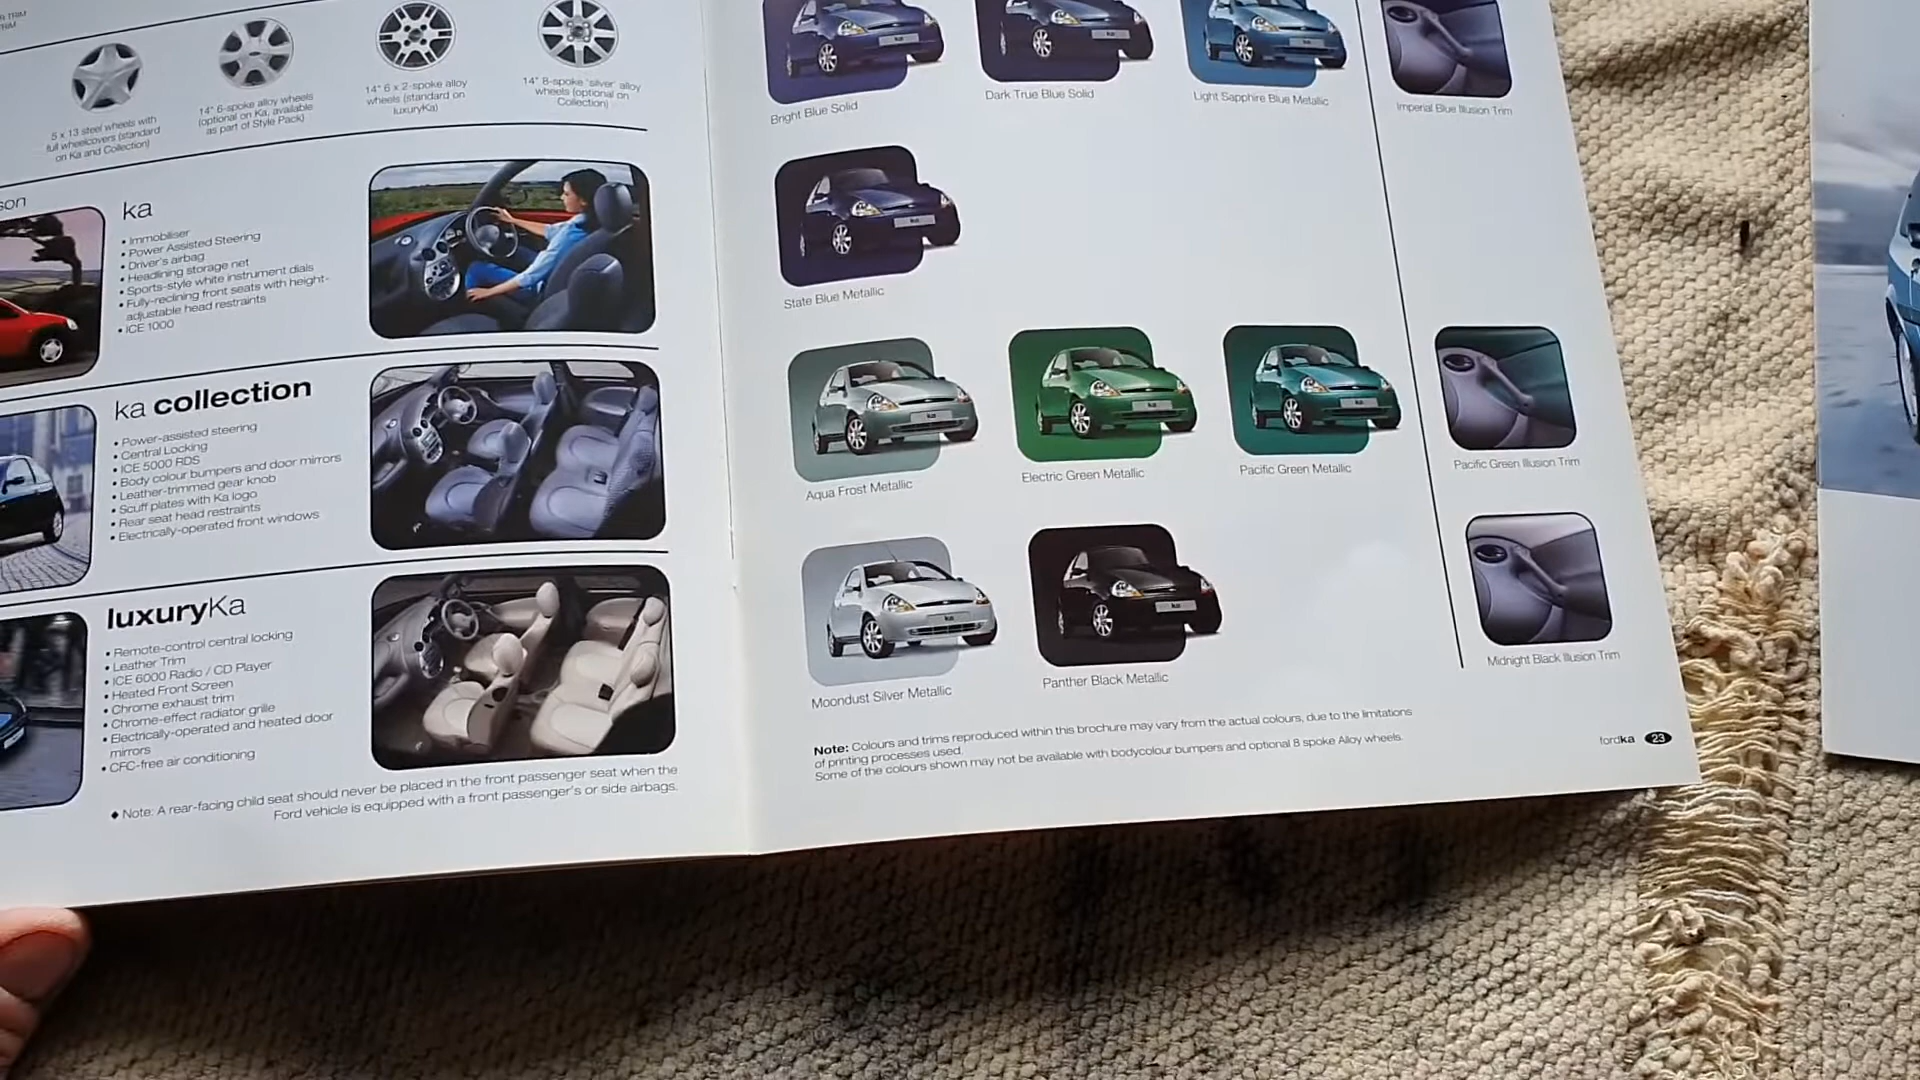 TRIM
5 x 13 steel wheels with
full wheelcovers (standard
on Ka and Collection)
14" 6-spoke alloy wheels
(optional on Ka, available
as part of Style Pack)
14" 6 x 2-spoke alloy
wheels (standard on
luxuryKa)
14" 8-spoke 'silver' alloy
wheels (optional on
Collection)
ka
• Immobiliser
• Power Assisted Steering
• Driver's airbag
• Headlining storage net
• Sports-style white instrument dials
• Fully-reclining front seats with height-
adjustable head restraints
• ICE 1000
ka collection
• Power-assisted steering
• Central Locking
• ICE 5000 RDS
• Body colour bumpers and door mirrors
• Leather-trimmed gear knob
• Scuff plates with Ka logo
• Rear seat head restraints
• Electrically-operated front windows
luxuryKa
• Remote-control central locking
• Leather Trim
• ICE 6000 Radio / CD Player
• Heated Front Screen
• Chrome exhaust trim
• Chrome-effect radiator grille
• Electrically-operated and heated door
mirrors
• CFC-free air conditioning
◆ Note: A rear-facing child seat should never be placed in the front passenger seat when the
Ford vehicle is equipped with a front passenger's or side airbags.
Bright Blue Solid
Dark True Blue Solid
Light Sapphire Blue Metallic
Imperial Blue Illusion Trim
State Blue Metallic
Aqua Frost Metallic
Electric Green Metallic
Pacific Green Metallic
Pacific Green Illusion Trim
Moondust Silver Metallic
Panther Black Metallic
Midnight Black Illusion Trim
Note: Colours and trims reproduced within this brochure may vary from the actual colours, due to the limitations
of printing processes used.
Some of the colours shown may not be available with bodycolour bumpers and optional 8 spoke Alloy wheels.
fordka 23